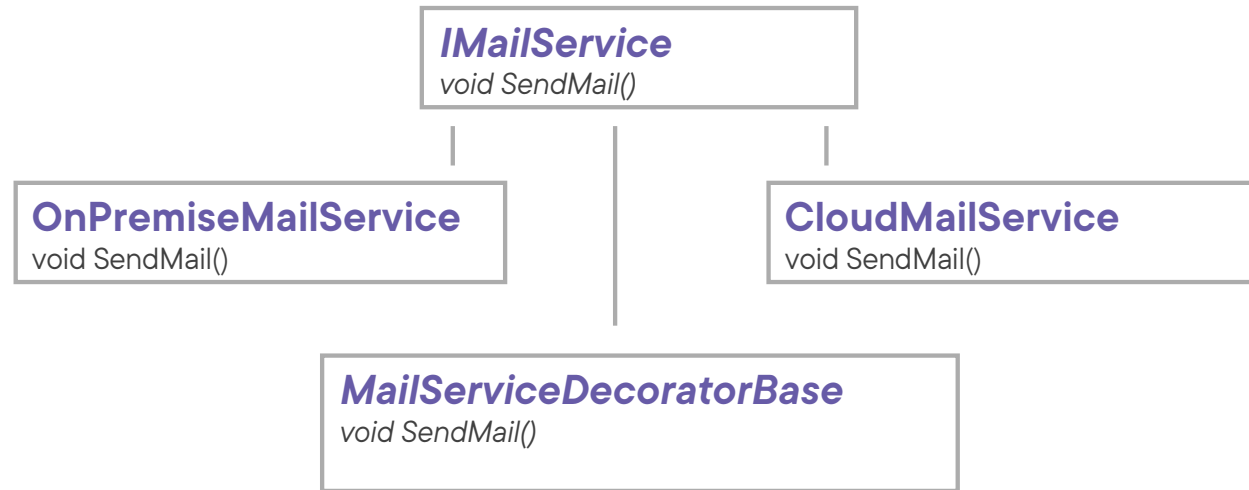 IMailService
void SendMail()
OnPremiseMailService
void SendMail()
CloudMailService
void SendMail()
MailServiceDecoratorBase
void SendMail()